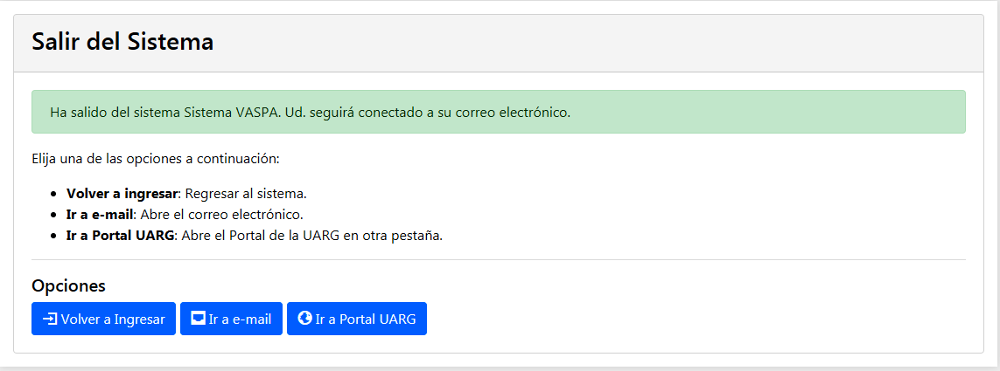 Salir del Sistema
Ha salido del sistema Sistema VASPA. Ud. seguirá conectado a su correo electrónico.
Elija una de las opciones a continuación:
Volver a ingresar: Regresar al sistema.
Ir a e-mail: Abre el correo electrónico.
Ir a Portal UARG: Abre el Portal de la UARG en otra pestaña.
Opciones
Volver a Ingresar Ir a e-mail Ir a Portal UARG